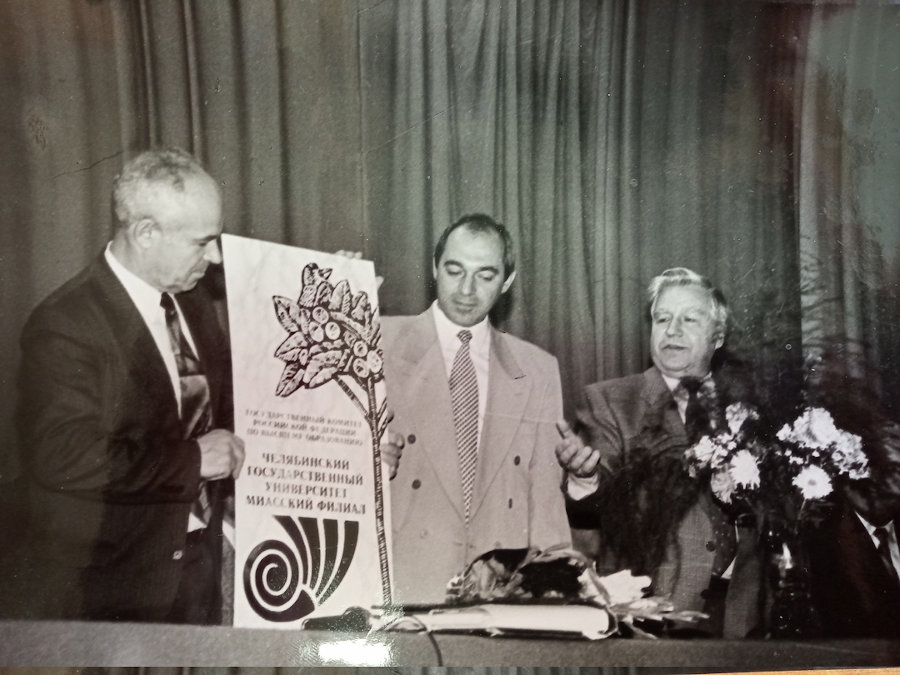 ГОСУДАРСТВЕННЫЙ КОМИТЕТ
РОССИЙСКОЙ ФЕДЕРАЦИИ
ПО ВЫСШЕМУ ОБРАЗОВАНИЮ
ЧЕЛЯБИНСКИЙ
ГОСУДАРСТВЕННЫЙ
УНИВЕРСИТЕТ
МИАССКИЙ ФИЛИАЛ